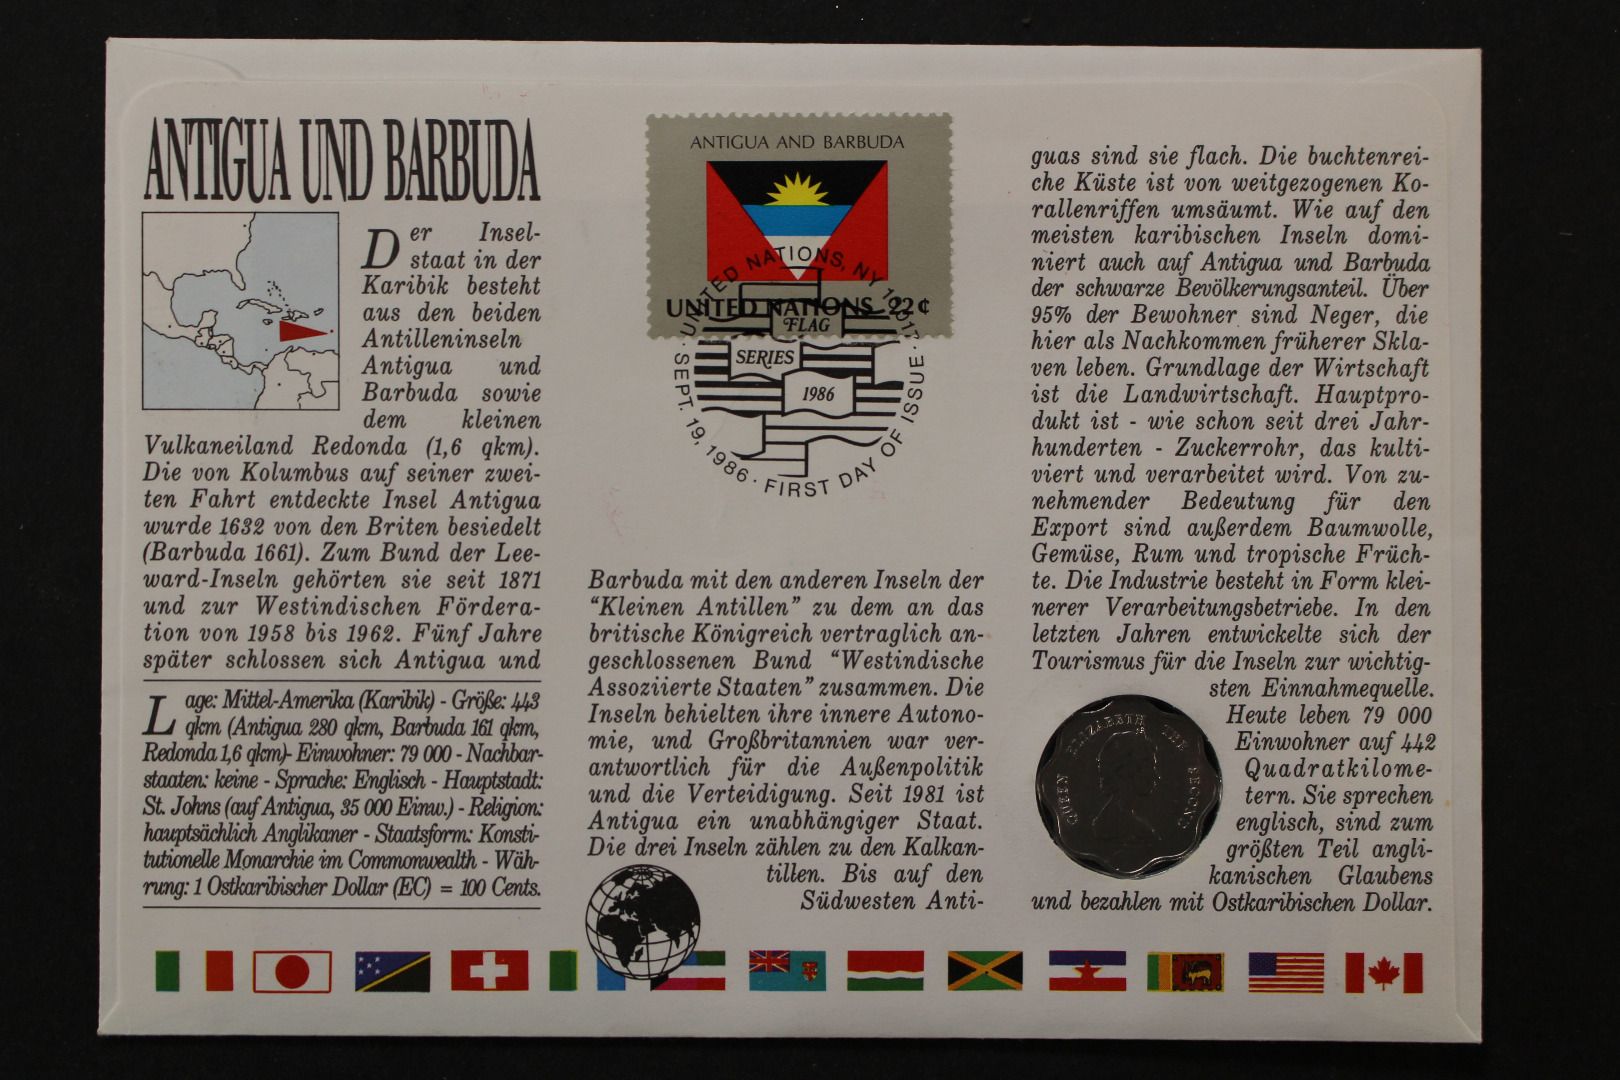 ANTIGUA UND BARBUDA
Der Insel-
staat in der
Karibik besteht
aus den beiden
Antilleninseln
Antigua und
Barbuda sowie
dem kleinen
Vulkaneiland Redonda (1,6 qkm).
Die von Kolumbus auf seiner zwei-
ten Fahrt entdeckte Insel Antigua
wurde 1632 von den Briten besiedelt
(Barbuda 1661). Zum Bund der Lee-
ward-Inseln gehörten sie seit 1871
und zur Westindischen Födera-
tion von 1958 bis 1962. Fünf Jahre
später schlossen sich Antigua und
Lage: Mittel-Amerika (Karibik) - Größe: 443
qkm (Antigua 280 qkm, Barbuda 161 qkm,
Redonda 1,6 qkm)- Einwohner: 79 000 - Nachbar-
staaten: keine - Sprache: Englisch - Hauptstadt:
St. Johns (auf Antigua, 35 000 Einw.) - Religion:
hauptsächlich Anglikaner - Staatsform: Konsti-
tutionelle Monarchie im Commonwealth - Wäh-
rung: 1 Ostkaribischer Dollar (EC) = 100 Cents.
ANTIGUA AND BARBUDA
UNITED NATIONS 22¢
UNITED NATIONS, NY 10017
FLAG
SERIES
1986
SEPT. 19, 1986 · FIRST DAY OF ISSUE ·
Barbuda mit den anderen Inseln der
“Kleinen Antillen” zu dem an das
britische Königreich vertraglich an-
geschlossenen Bund “Westindische
Assoziierte Staaten” zusammen. Die
Inseln behielten ihre innere Autono-
mie, und Großbritannien war ver-
antwortlich für die Außenpolitik
und die Verteidigung. Seit 1981 ist
Antigua ein unabhängiger Staat.
Die drei Inseln zählen zu den Kalkan-
tillen. Bis auf den
Südwesten Anti-
guas sind sie flach. Die buchtenrei-
che Küste ist von weitgezogenen Ko-
rallenriffen umsäumt. Wie auf den
meisten karibischen Inseln domi-
niert auch auf Antigua und Barbuda
der schwarze Bevölkerungsanteil. Über
95% der Bewohner sind Neger, die
hier als Nachkommen früherer Skla-
ven leben. Grundlage der Wirtschaft
ist die Landwirtschaft. Hauptpro-
dukt ist - wie schon seit drei Jahr-
hunderten - Zuckerrohr, das kulti-
viert und verarbeitet wird. Von zu-
nehmender Bedeutung für den
Export sind außerdem Baumwolle,
Gemüse, Rum und tropische Früch-
te. Die Industrie besteht in Form klei-
nerer Verarbeitungsbetriebe. In den
letzten Jahren entwickelte sich der
Tourismus für die Inseln zur wichtig-
sten Einnahmequelle.
Heute leben 79 000
Einwohner auf 442
Quadratkilome-
tern. Sie sprechen
englisch, sind zum
größten Teil angli-
kanischen Glaubens
und bezahlen mit Ostkaribischen Dollar.
QUEEN ELIZABETH THE SECOND